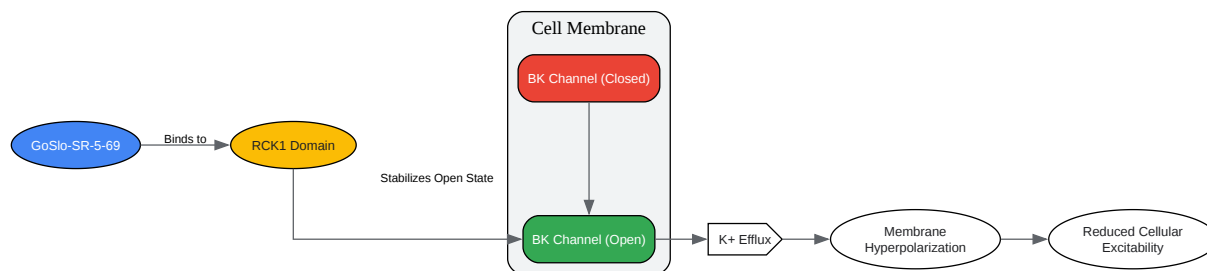 Cell Membrane
BK Channel (Closed)
GoSlo-SR-5-69
Binds to
RCK1 Domain
Stabilizes Open State
BK Channel (Open)
K+ Efflux
Membrane
Hyperpolarization
Reduced Cellular
Excitability